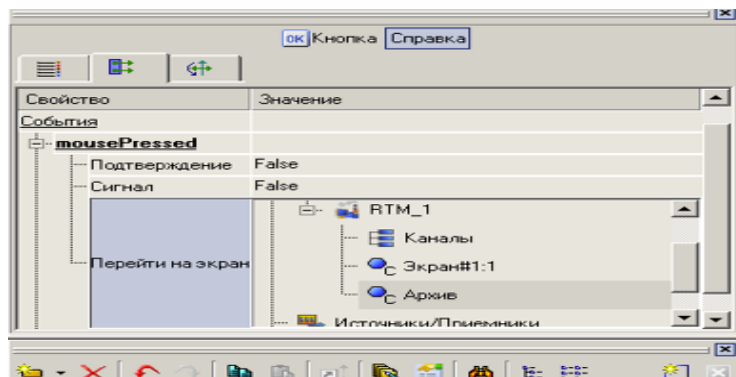 OK Кнопка Справка
Свойство Значение
События
mousePressed
Подтверждение False
Сигнал False
Перейти на экран
RTM_1
Каналы
Экран#1:1
Архив
Источники/Приемники